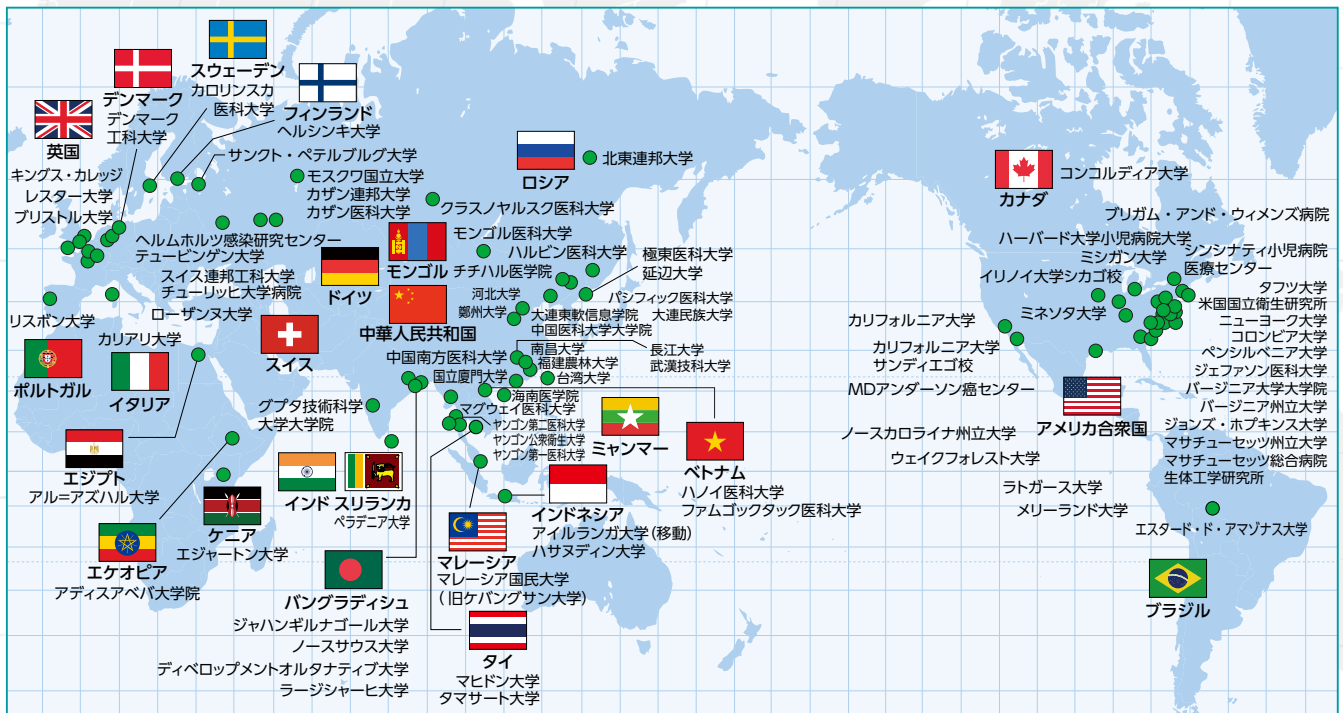 スウェーデン
カロリンスカ
医科大学
デンマーク
デンマーク
工科大学
フィンランド
ヘルシンキ大学
英国
キングス・カレッジ
レスター大学
ブリストル大学
サンクト・ペテルブルグ大学
モスクワ国立大学
カザン連邦大学
カザン医科大学
ロシア
北東連邦大学
クラスノヤルスク医科大学
ヘルムホルツ感染研究センター
テュービンゲン大学
ドイツ
スイス連邦工科大学
チューリッヒ大学病院
ローザンヌ大学
スイス
モンゴル医科大学
モンゴル
ハルビン医科大学
チチハル医学院
極東医科大学
延辺大学
河北大学
鄭州大学
パシフィック医科大学
大連東軟信息学院
大連民族大学
中国医科大学大学院
中華人民共和国
中国南方医科大学
南昌大学
長江大学
福建農林大学
武漢技科大学
国立廈門大学
台湾大学
海南医学院
リスボン大学
ポルトガル
カリアリ大学
イタリア
エジプト
アル=アズハル大学
エケオピア
アディスアベバ大学院
ケニア
エジャートン大学
グプタ技術科学
大学大学院
インド
スリランカ
ペラデニア大学
マグウェイ医科大学
ヤンゴン第二医科大学
ヤンゴン公衆衛生大学
ヤンゴン第一医科大学
ミャンマー
ベトナム
ハノイ医科大学
ファムゴックタック医科大学
インドネシア
アイルランガ大学(移動)
ハサヌディン大学
マレーシア
マレーシア国民大学
(旧ケバングサン大学)
バングラディシュ
ジャハンギルナゴール大学
ノースサウス大学
ディベロップメントオルタナティブ大学
ラージシャーヒ大学
タイ
マヒドン大学
タマサート大学
カナダ
コンコルディア大学
ブリガム・アンド・ウィメンズ病院
ハーバード大学小児病院大学
ミシガン大学
シンシナティ小児病院
医療センター
イリノイ大学シカゴ校
ミネソタ大学
タフツ大学
米国国立衛生研究所
ニューヨーク大学
コロンビア大学
ペンシルベニア大学
ジェファソン医科大学
バージニア大学大学院
バージニア州立大学
ジョンズ・ホプキンス大学
マサチューセッツ州立大学
マサチューセッツ総合病院
生体工学研究所
カリフォルニア大学
カリフォルニア大学
サンディエゴ校
MDアンダーソン癌センター
アメリカ合衆国
ノースカロライナ州立大学
ウェイクフォレスト大学
ラトガース大学
メリーランド大学
エスタード・ド・アマゾナス大学
ブラジル